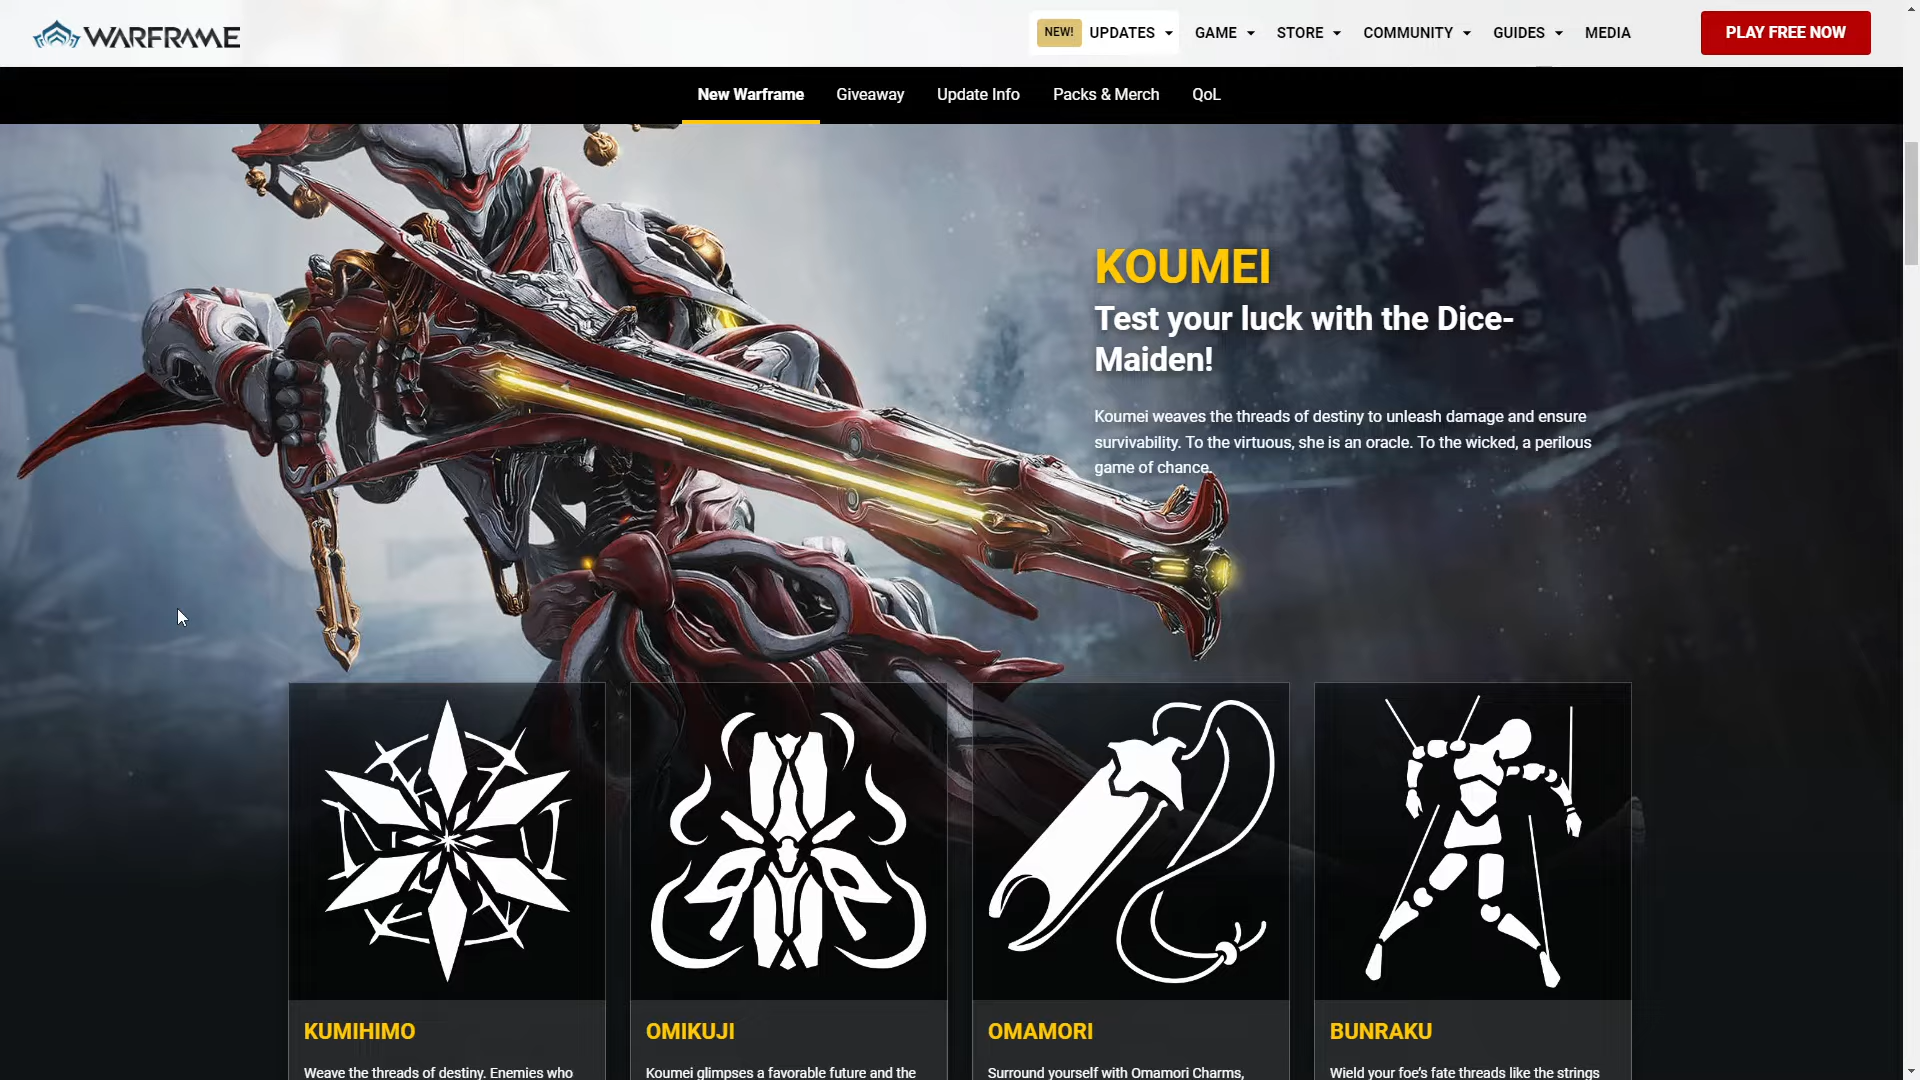 WARFRAME
NEW! UPDATES GAME STORE COMMUNITY GUIDES MEDIA PLAY FREE NOW
New Warframe Giveaway Update Info Packs & Merch QoL
KOUMEI
Test your luck with the Dice-
Maiden!
Koumei weaves the threads of destiny to unleash damage and ensure
survivability. To the virtuous, she is an oracle. To the wicked, a perilous
game of chance.
KUMIHIMO
Weave the threads of destiny. Enemies who
OMIKUJI
Koumei glimpses a favorable future and the
OMAMORI
Surround yourself with Omamori Charms,
BUNRAKU
Wield your foe's fate threads like the strings